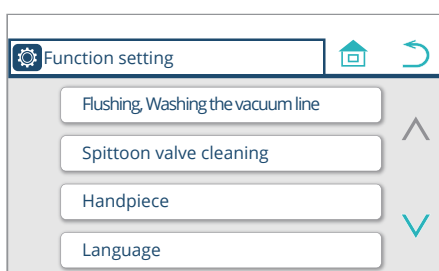 Function setting
Flushing, Washing the vacuum line
Spittoon valve cleaning
Handpiece
Language